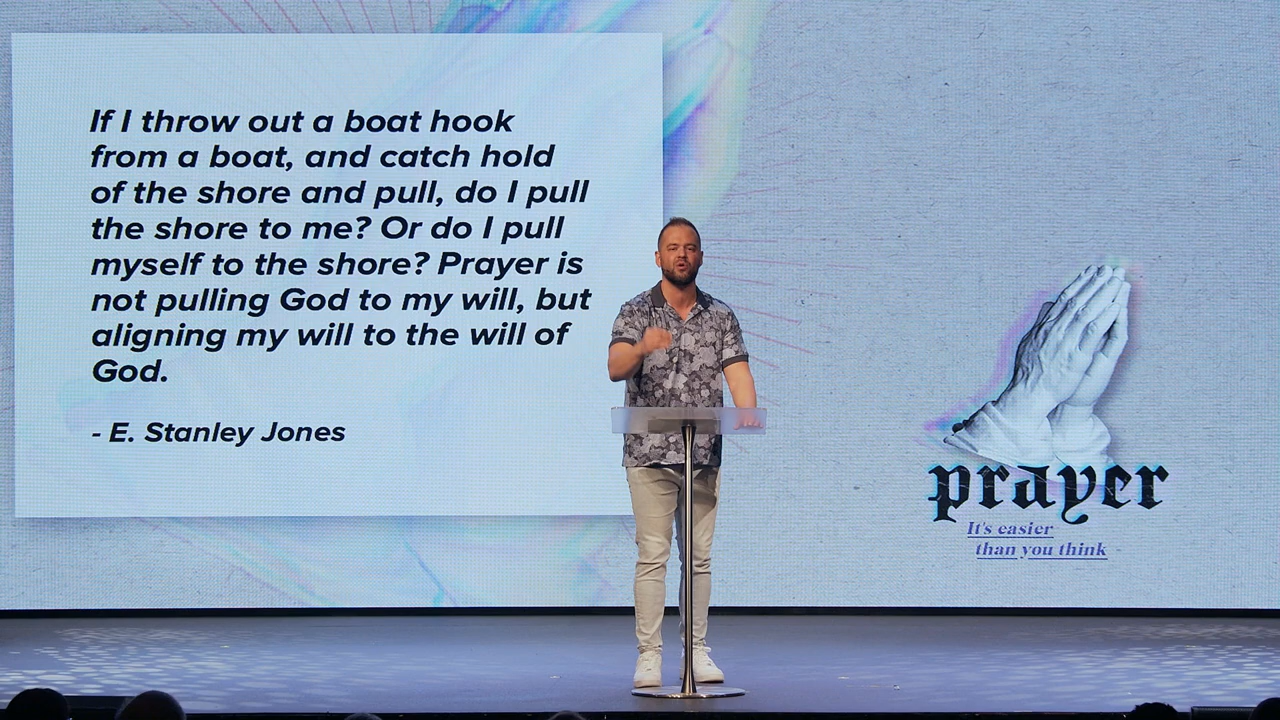 If I throw out a boat hook
from a boat, and catch hold
of the shore and pull, do I pull
the shore to me? Or do I pull
myself to the shore? Prayer is
not pulling God to my will, but
aligning my will to the will of
God.
- E. Stanley Jones
prayer
It's easier
than you think